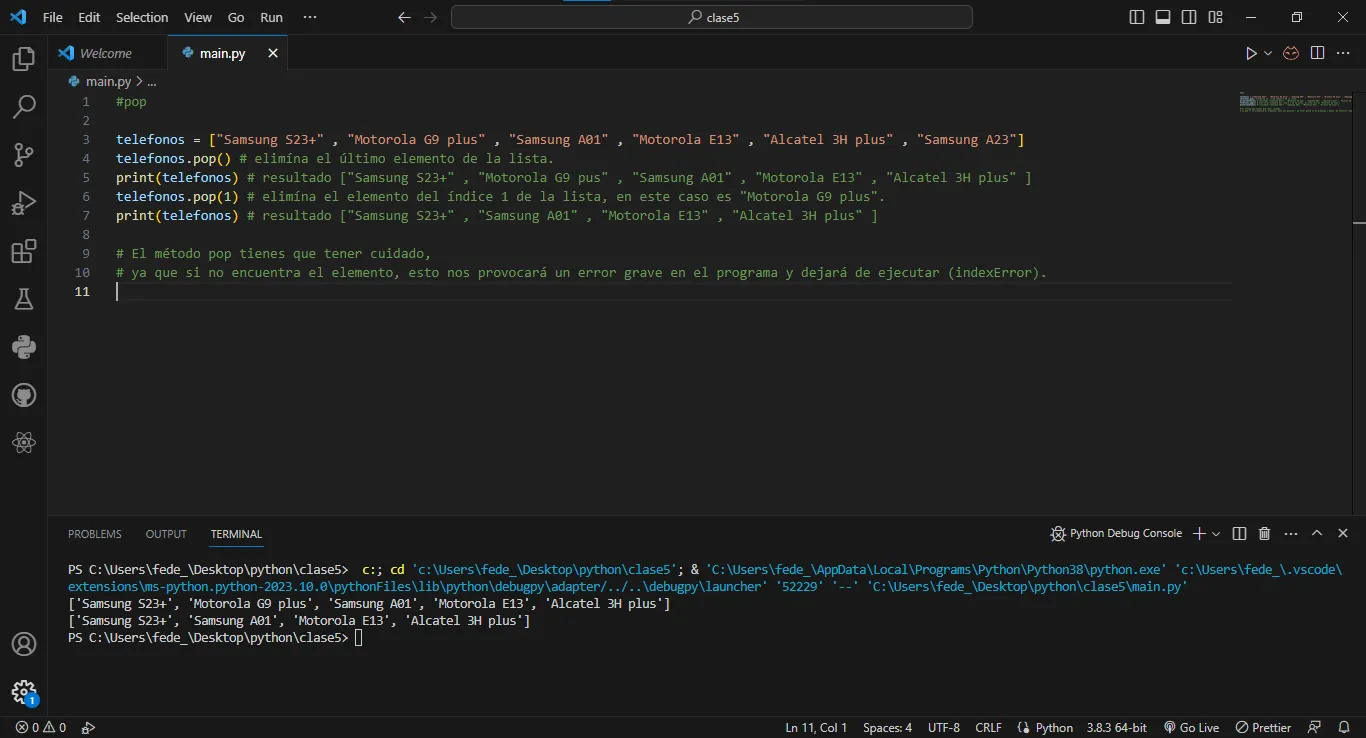 File Edit Selection View Go Run ... clase5
Welcome main.py
main.py > ...
1 #pop
2
3 telefonos = ["Samsung S23+" , "Motorola G9 plus" , "Samsung A01" , "Motorola E13" , "Alcatel 3H plus" , "Samsung A23"]
4 telefonos.pop() # elimína el último elemento de la lista.
5 print(telefonos) # resultado ["Samsung S23+" , "Motorola G9 pus" , "Samsung A01" , "Motorola E13" , "Alcatel 3H plus" ]
6 telefonos.pop(1) # elimína el elemento del índice 1 de la lista, en este caso es "Motorola G9 plus".
7 print(telefonos) # resultado ["Samsung S23+" , "Samsung A01" , "Motorola E13" , "Alcatel 3H plus" ]
8
9 # El método pop tienes que tener cuidado,
10 # ya que si no encuentra el elemento, esto nos provocará un error grave en el programa y dejará de ejecutar (indexError).
11
PROBLEMS OUTPUT TERMINAL Python Debug Console
PS C:\Users\fede_\Desktop\python\clase5>  c:; cd 'c:\Users\fede_\Desktop\python\clase5'; & 'C:\Users\fede_\AppData\Local\Programs\Python\Python38\python.exe' 'c:\Users\fede_\.vscode\
extensions\ms-python.python-2023.10.0\pythonFiles\lib\python\debugpy\adapter/../..\debugpy\launcher' '52229' '--' 'C:\Users\fede_\Desktop\python\clase5\main.py'
['Samsung S23+', 'Motorola G9 plus', 'Samsung A01', 'Motorola E13', 'Alcatel 3H plus']
['Samsung S23+', 'Samsung A01', 'Motorola E13', 'Alcatel 3H plus']
PS C:\Users\fede_\Desktop\python\clase5>
1
0 0 Ln 11, Col 1 Spaces: 4 UTF-8 CRLF Python 3.8.3 64-bit Go Live Prettier